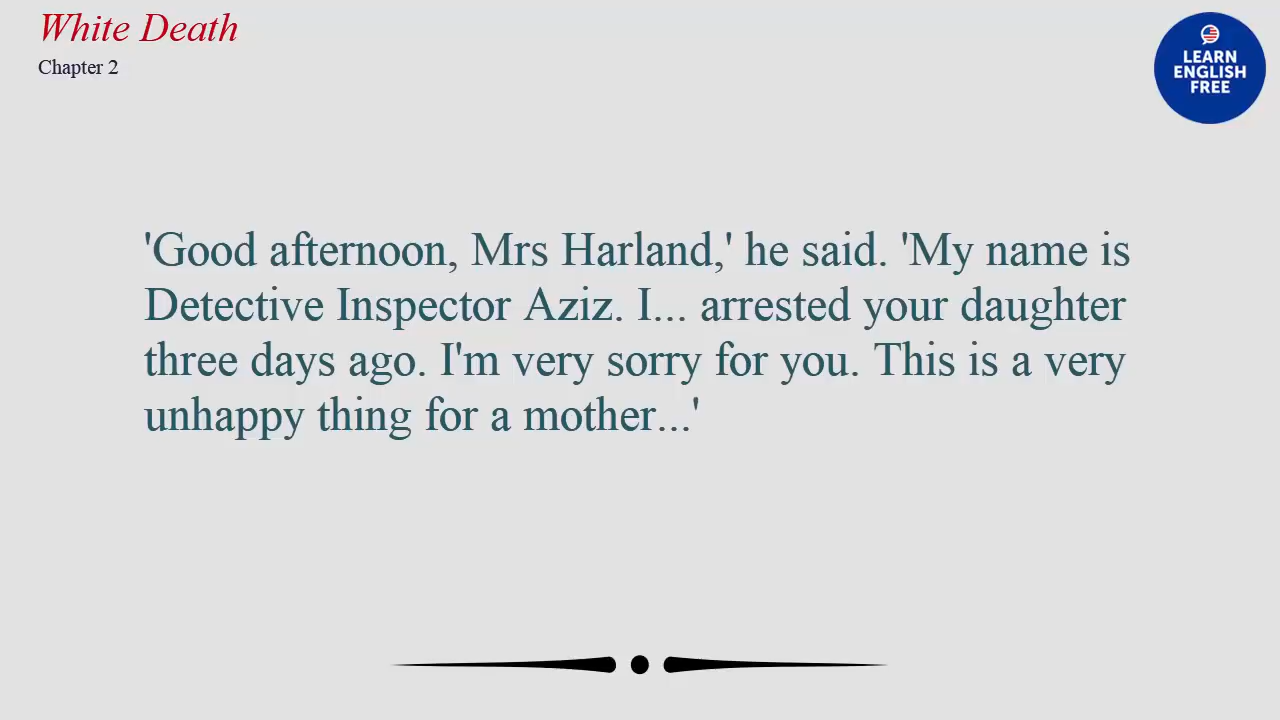 White Death
Chapter 2
LEARN
ENGLISH
FREE
'Good afternoon, Mrs Harland,' he said. 'My name is
Detective Inspector Aziz. I... arrested your daughter
three days ago. I'm very sorry for you. This is a very
unhappy thing for a mother...'